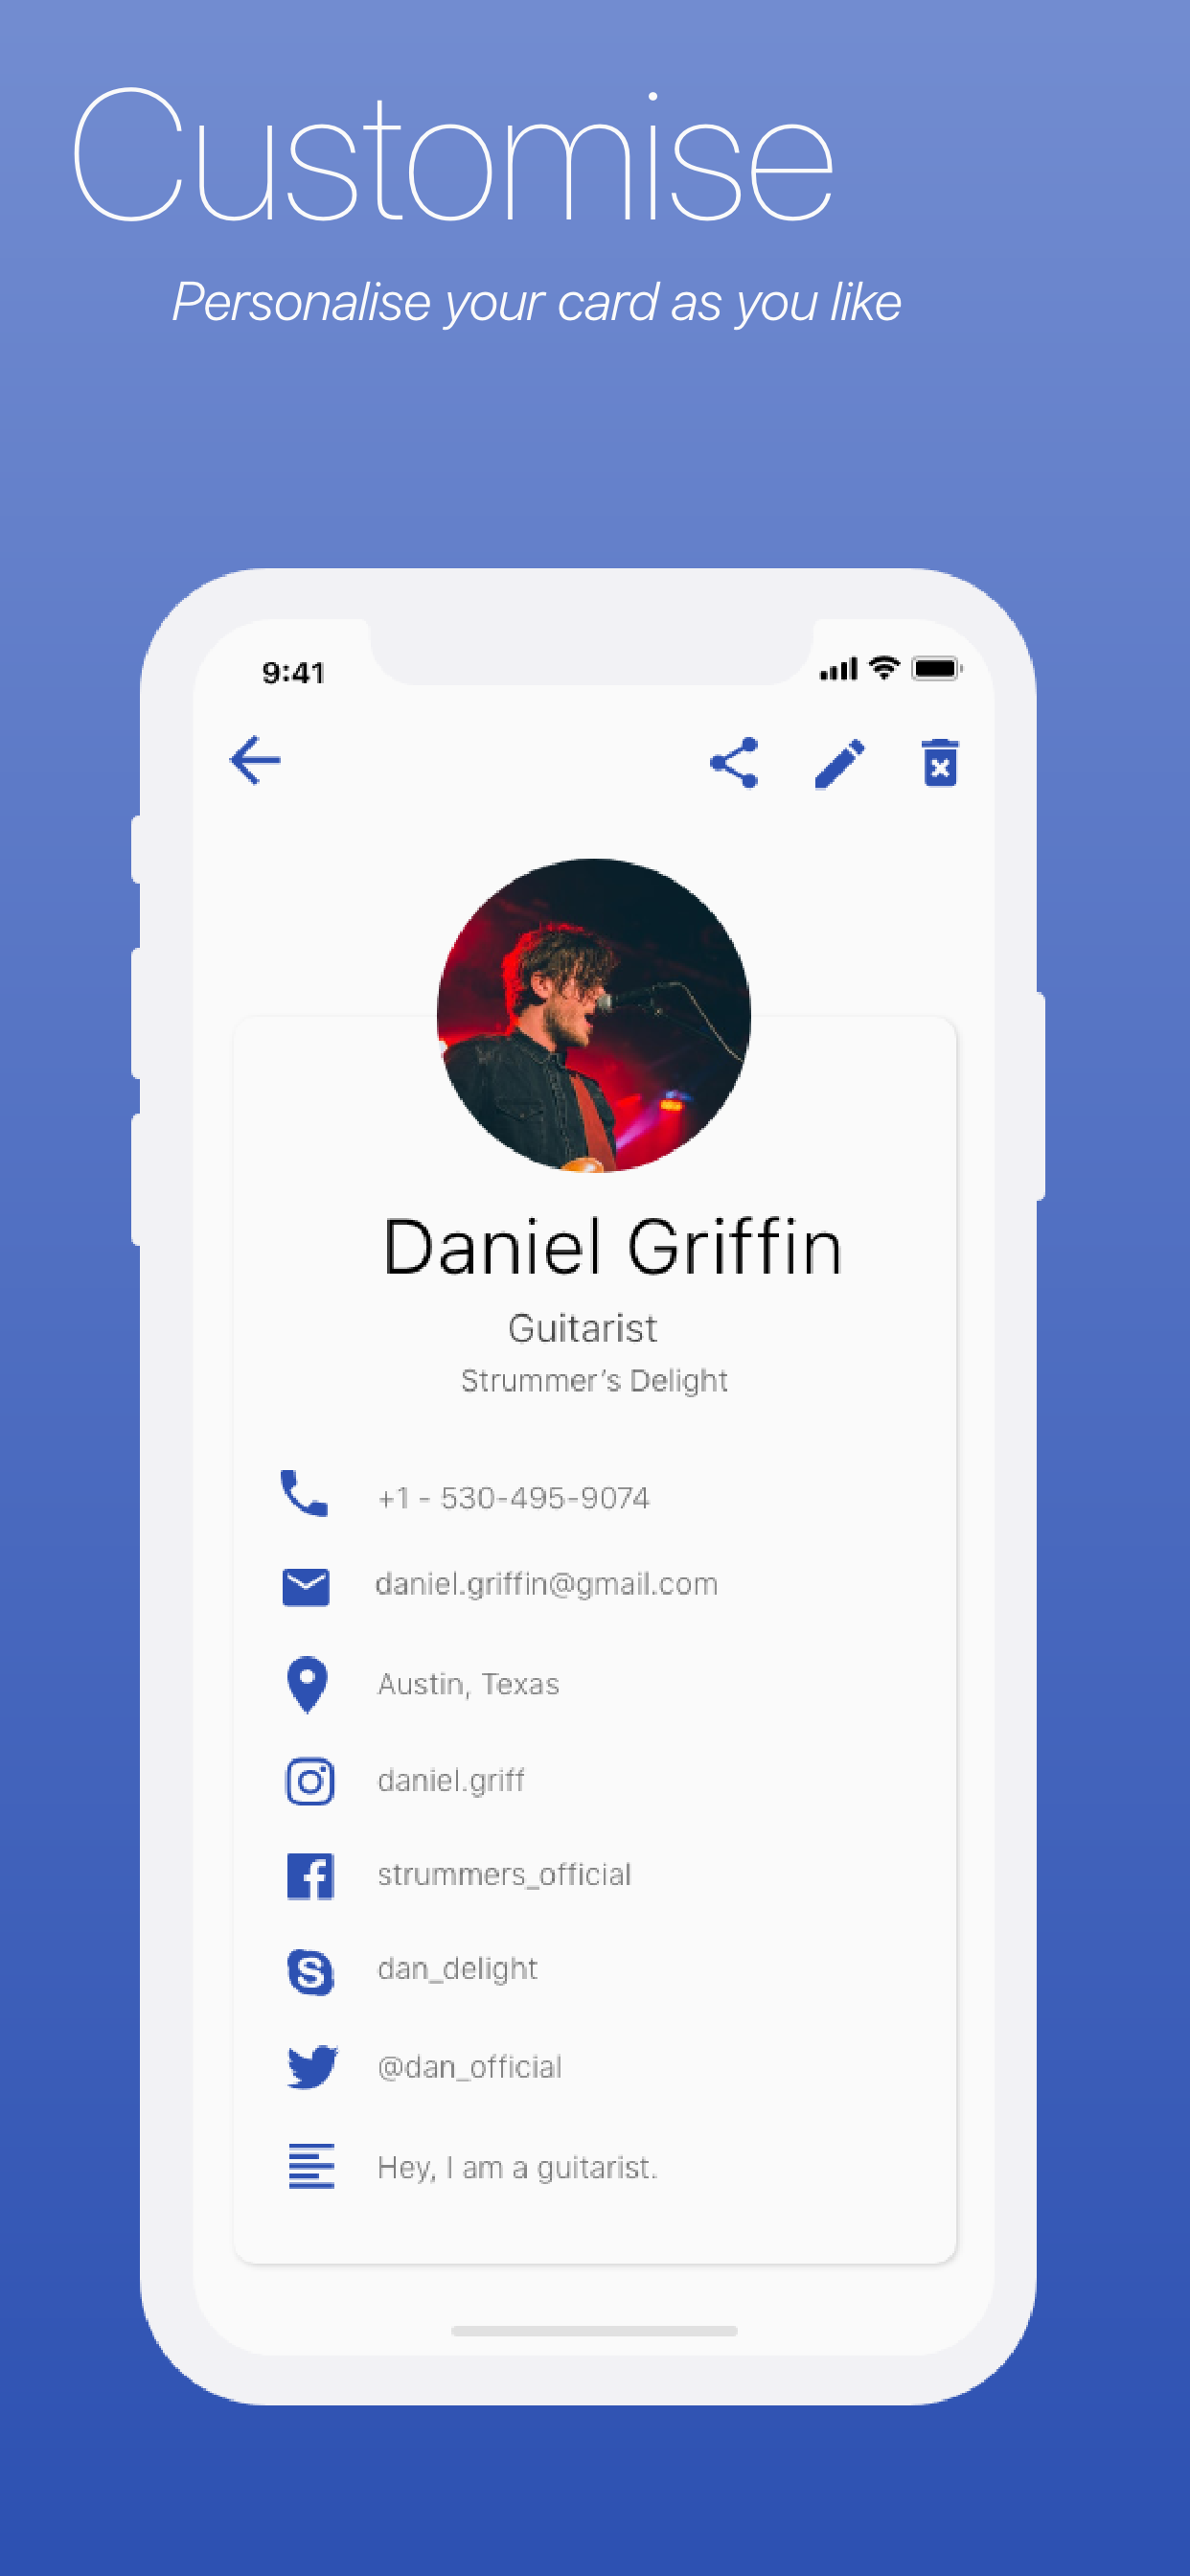 Customise
Personalise your card as you like
9:41
Daniel Griffin
Guitarist
Strummer's Delight
+1 - 530-495-9074
daniel.griffin@gmail.com
Austin, Texas
daniel.griff
strummers_official
dan_delight
@dan_official
Hey, I am a guitarist.